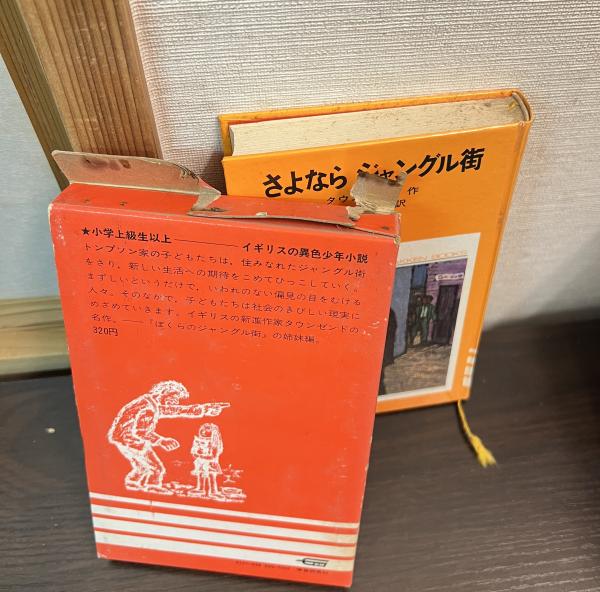 さよなら ジャングル街
作
タウン
訳
KKEN BOOKS
★小学上級生以上―――イギリスの異色少年小説
トンプソン家の子どもたちは、住みなれたジャングル街
をさり、新しい生活への期待をこめてひっこしていく。
まずしいというだけで、いわれのない偏見の目をむける
人々。そのなかで、子どもたちは社会のきびしい現実に
めざめていきます。イギリスの新進作家タウンゼンドの
名作。――『ぼくらのジャングル街』の姉妹編。
320円